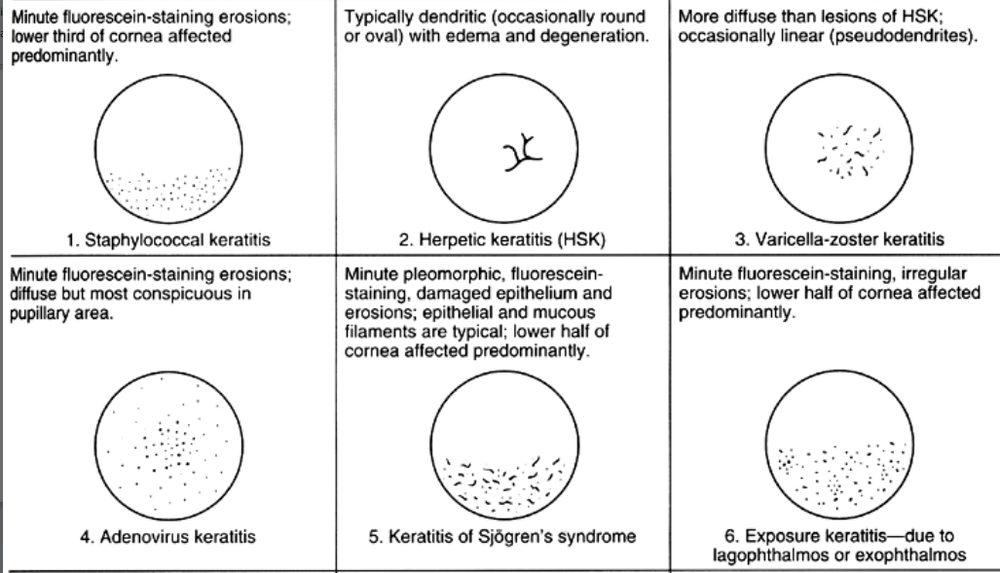 Minute fluorescein-staining erosions;
lower third of cornea affected
predominantly.
1. Staphylococcal keratitis
Typically dendritic (occasionally round
or oval) with edema and degeneration.
2. Herpetic keratitis (HSK)
More diffuse than lesions of HSK;
occasionally linear (pseudodendrites).
3. Varicella-zoster keratitis
Minute fluorescein-staining erosions;
diffuse but most conspicuous in
pupillary area.
4. Adenovirus keratitis
Minute pleomorphic, fluorescein-
staining, damaged epithelium and
erosions; epithelial and mucous
filaments are typical; lower half of
cornea affected predominantly.
5. Keratitis of Sjögren's syndrome
Minute fluorescein-staining, irregular
erosions; lower half of cornea affected
predominantly.
6. Exposure keratitis—due to
lagophthalmos or exophthalmos